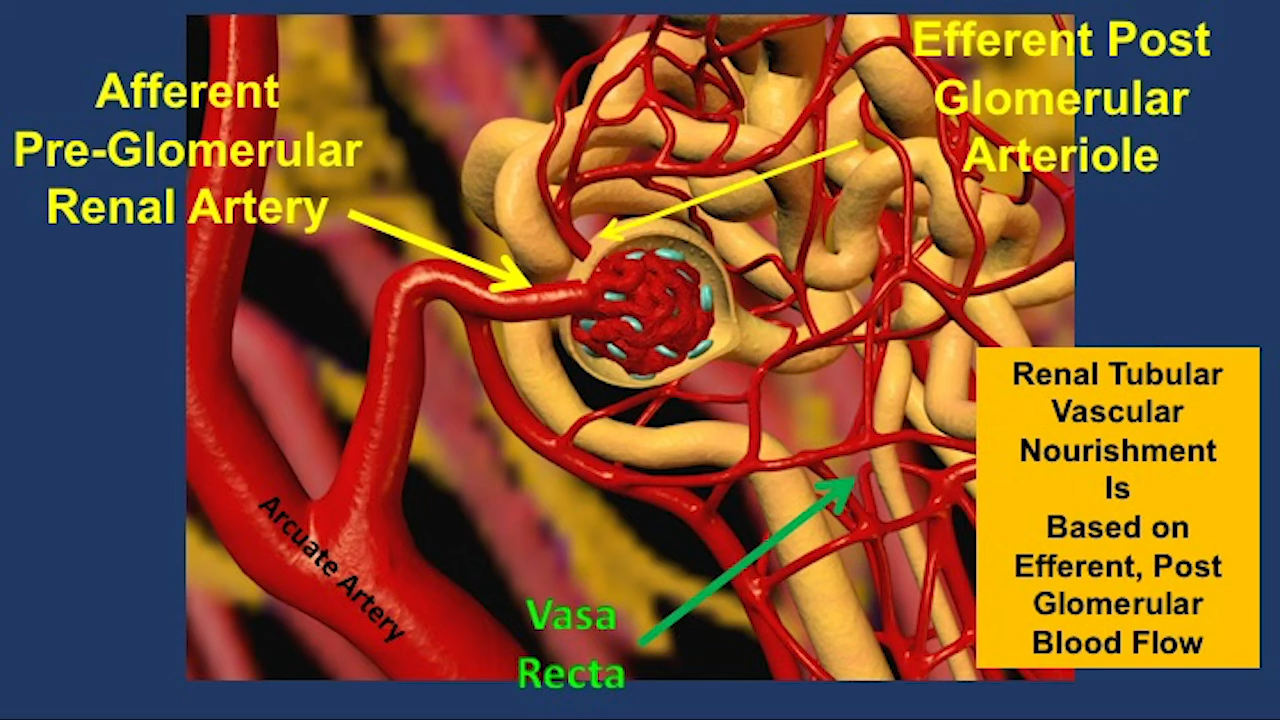 Afferent
Pre-Glomerular
Renal Artery
Efferent Post
Glomerular
Arteriole
Arcuate Artery
Vasa
Recta
Renal Tubular
Vascular
Nourishment
Is
Based on
Efferent, Post
Glomerular
Blood Flow